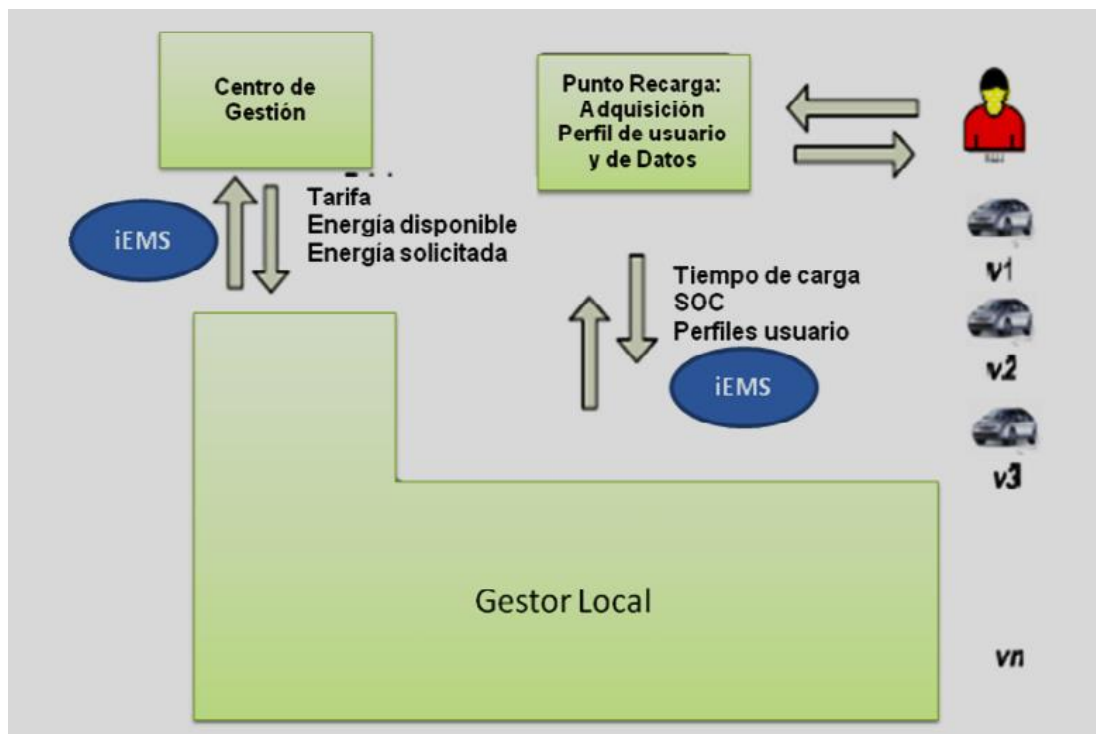 Centro de
Gestión
Punto Recarga:
Adquisición
Perfil de usuario
y de Datos
iEMS
Tarifa
Energía disponible
Energía solicitada
Tiempo de carga
SOC
Perfiles usuario
iEMS
v1
v2
v3
vn
Gestor Local